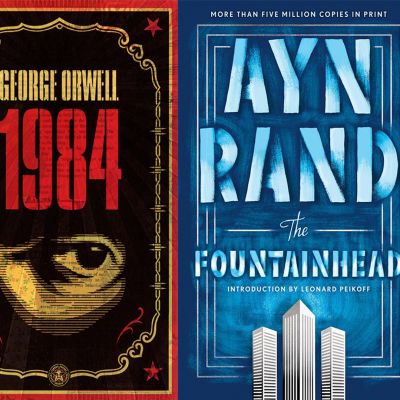 GEORGE ORWELL
1984
MORE THAN FIVE MILLION COPIES IN PRINT
AYN
RAND
The
FOUNTAINHEAD
INTRODUCTION BY LEONARD PEIKOFF